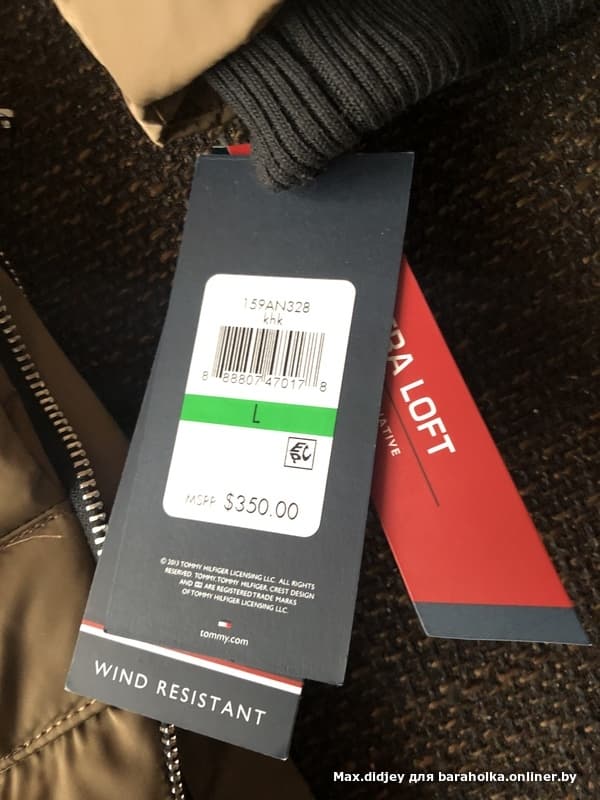 159AN328
khk
8 88807 47017 8
L
EPC
MSRP $350.00
© 2013 TOMMY HILFIGER LICENSING LLC. ALL RIGHTS
RESERVED. TOMMY, TOMMY HILFIGER, CREST DESIGN
AND ARE REGISTERED TRADE MARKS
OF TOMMY HILFIGER LICENSING LLC.
tommy.com
WIND RESISTANT
LOFT
Max.didjey для baraholka.onliner.by